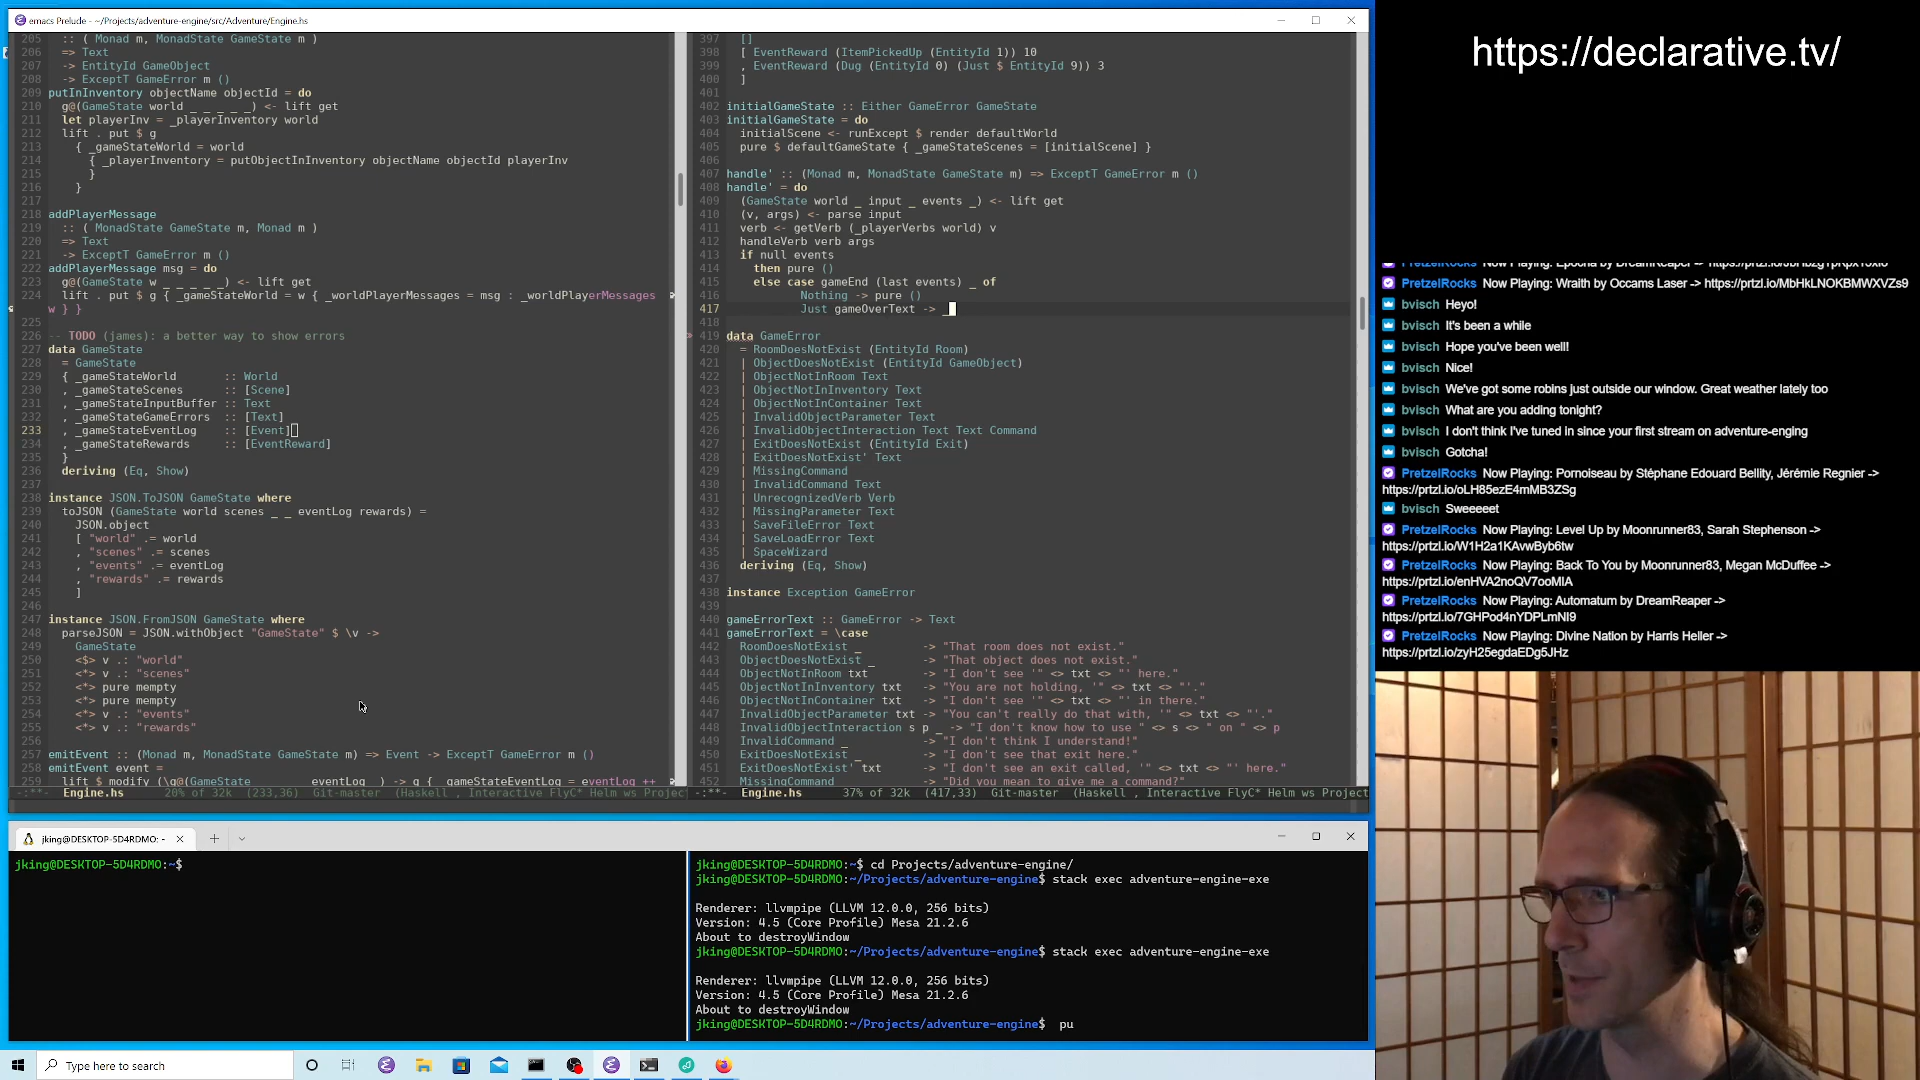 emacs Prelude - ~/Projects/adventure-engine/src/Adventure/Engine.hs
205 :: ( Monad m, MonadState GameState m )
206 => Text
207 -> EntityId GameObject
208 -> ExceptT GameError m ()
209 putInInventory objectName objectId = do
210 g@(GameState world _ _ _ _ _) <- lift get
211 let playerInv = _playerInventory world
212 lift . put $ g
213 { _gameStateWorld = world
214 { _playerInventory = putObjectInInventory objectName objectId playerInv
215 }
216 }
217
218 addPlayerMessage
219 :: ( MonadState GameState m, Monad m )
220 => Text
221 -> ExceptT GameError m ()
222 addPlayerMessage msg = do
223 g@(GameState w _ _ _ _ _) <- lift get
224 lift . put $ g { _gameStateWorld = w { _worldPlayerMessages = msg : _worldPlayerMessages
w } }
225
226 -- TODO (james): a better way to show errors
227 data GameState
228 = GameState
229 { _gameStateWorld :: World
230 , _gameStateScenes :: [Scene]
231 , _gameStateInputBuffer :: Text
232 , _gameStateGameErrors :: [Text]
233 , _gameStateEventLog :: [Event]
234 , _gameStateRewards :: [EventReward]
235 }
236 deriving (Eq, Show)
237
238 instance JSON.ToJSON GameState where
239 toJSON (GameState world scenes _ _ eventLog rewards) =
240 JSON.object
241 [ "world" .= world
242 , "scenes" .= scenes
243 , "events" .= eventLog
244 , "rewards" .= rewards
245 ]
246
247 instance JSON.FromJSON GameState where
248 parseJSON = JSON.withObject "GameState" $ \v ->
249 GameState
250 <$> v .: "world"
251 <*> v .: "scenes"
252 <*> pure mempty
253 <*> pure mempty
254 <*> v .: "events"
255 <*> v .: "rewards"
256
257 emitEvent :: (Monad m, MonadState GameState m) => Event -> ExceptT GameError m ()
258 emitEvent event =
259 lift $ modify (\g@(GameState _ _ _ _ eventLog _) -> g { _gameStateEventLog = eventLog ++
-:**- Engine.hs 20% of 32k (233,36) Git-master (Haskell , Interactive FlyC* Helm ws Projec
397 []
398 [ EventReward (ItemPickedUp (EntityId 1)) 10
399 , EventReward (Dug (EntityId 0) (Just $ EntityId 9)) 3
400 ]
401
402 initialGameState :: Either GameError GameState
403 initialGameState = do
404 initialScene <- runExcept $ render defaultWorld
405 pure $ defaultGameState { _gameStateScenes = [initialScene] }
406
407 handle' :: (Monad m, MonadState GameState m) => ExceptT GameError m ()
408 handle' = do
409 (GameState world _ input _ events _) <- lift get
410 (v, args) <- parse input
411 verb <- getVerb (_playerVerbs world) v
412 handleVerb verb args
413 if null events
414 then pure ()
415 else case gameEnd (last events) _ of
416 Nothing -> pure ()
417 Just gameOverText -> _
418
419 data GameError
420 = RoomDoesNotExist (EntityId Room)
421 | ObjectDoesNotExist (EntityId GameObject)
422 | ObjectNotInRoom Text
423 | ObjectNotInInventory Text
424 | ObjectNotInContainer Text
425 | InvalidObjectParameter Text
426 | InvalidObjectInteraction Text Text Command
427 | ExitDoesNotExist (EntityId Exit)
428 | ExitDoesNotExist' Text
429 | MissingCommand
430 | InvalidCommand Text
431 | UnrecognizedVerb Verb
432 | MissingParameter Text
433 | SaveFileError Text
434 | SaveLoadError Text
435 | SpaceWizard
436 deriving (Eq, Show)
437
438 instance Exception GameError
439
440 gameErrorText :: GameError -> Text
441 gameErrorText = \case
442 RoomDoesNotExist _ -> "That room does not exist."
443 ObjectDoesNotExist _ -> "That object does not exist."
444 ObjectNotInRoom txt -> "I don't see '" <> txt <> "' here."
445 ObjectNotInInventory txt -> "You are not holding, '" <> txt <> "'."
446 ObjectNotInContainer txt -> "I don't see '" <> txt <> "' in there."
447 InvalidObjectParameter txt -> "You can't really do that with, '" <> txt <> "'."
448 InvalidObjectInteraction s p _ -> "I don't know how to use " <> s <> " on " <> p
449 InvalidCommand _ -> "I don't think I understand!"
450 ExitDoesNotExist _ -> "I don't see that exit here."
451 ExitDoesNotExist' txt -> "I don't see an exit called, '" <> txt <> "' here."
452 MissingCommand -> "Did you mean to give me a command?"
-:**- Engine.hs 37% of 32k (417,33) Git-master (Haskell , Interactive FlyC* Helm ws Project
jking@DESKTOP-5D4RDMO: ~
jking@DESKTOP-5D4RDMO:~$
jking@DESKTOP-5D4RDMO:~$ cd Projects/adventure-engine/
jking@DESKTOP-5D4RDMO:~/Projects/adventure-engine$ stack exec adventure-engine-exe
Renderer: llvmpipe (LLVM 12.0.0, 256 bits)
Version: 4.5 (Core Profile) Mesa 21.2.6
About to destroyWindow
jking@DESKTOP-5D4RDMO:~/Projects/adventure-engine$ stack exec adventure-engine-exe
Renderer: llvmpipe (LLVM 12.0.0, 256 bits)
Version: 4.5 (Core Profile) Mesa 21.2.6
About to destroyWindow
jking@DESKTOP-5D4RDMO:~/Projects/adventure-engine$ pu
Type here to search
https://declarative.tv/
PretzelRocks Now Playing: Epocha by DreamReaper ->
PretzelRocks Now Playing: Wraith by Occams Laser -> https://prtzl.io/MbHkLNOKBMWXVZs9
bvisch Heyo!
bvisch It's been a while
bvisch Hope you've been well!
bvisch Nice!
bvisch We've got some robins just outside our window. Great weather lately too
bvisch What are you adding tonight?
bvisch I don't think I've tuned in since your first stream on adventure-enging
bvisch Gotcha!
PretzelRocks Now Playing: Pornoiseau by Stéphane Edouard Bellity, Jérémie Regnier ->
https://prtzl.io/oLH85ezE4mMB3ZSg
bvisch Sweeeeet
PretzelRocks Now Playing: Level Up by Moonrunner83, Sarah Stephenson ->
https://prtzl.io/W1H2a1KAvwByb6tw
PretzelRocks Now Playing: Back To You by Moonrunner83, Megan McDuffee ->
https://prtzl.io/enHVA2noQV7ooMlA
PretzelRocks Now Playing: Automatum by DreamReaper ->
https://prtzl.io/7GHPod4nYDPLmNI9
PretzelRocks Now Playing: Divine Nation by Harris Heller ->
https://prtzl.io/zyH25egdaEDg5JHz